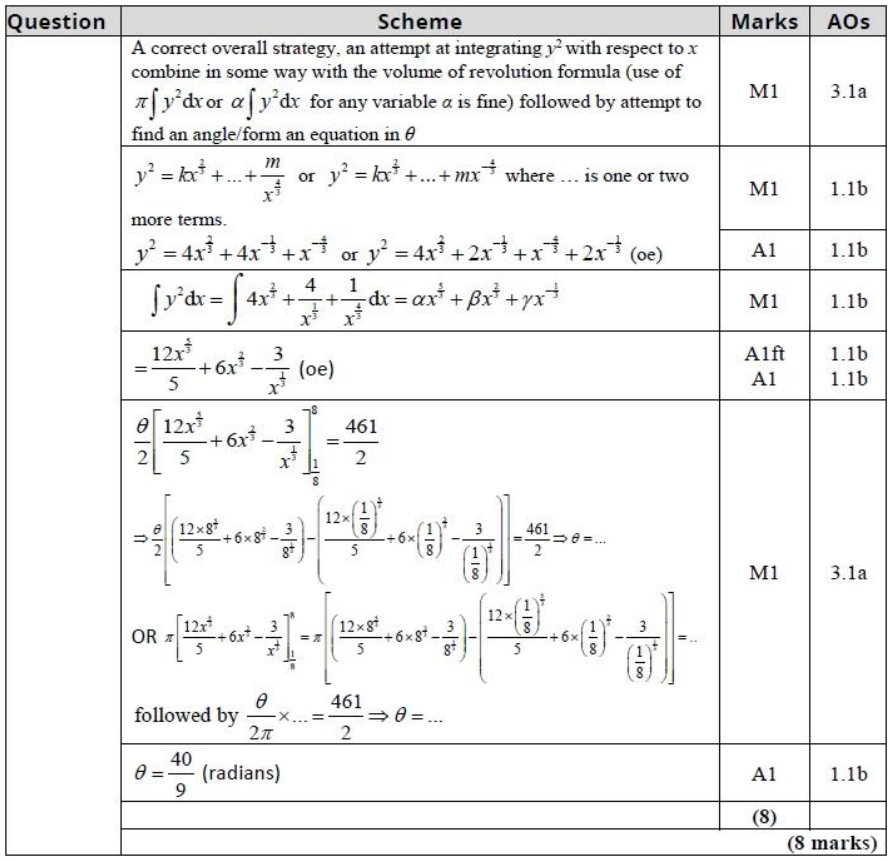 Question Scheme Marks AOs
A correct overall strategy, an attempt at integrating y² with respect to x
combine in some way with the volume of revolution formula (use of
π∫y²dx or α∫y²dx for any variable α is fine) followed by attempt to
find an angle/form an equation in θ
M1 3.1a
y² = kx^(2/3) + ... + m/x^(4/3) or y² = kx^(2/3) + ... + mx^(-4/3) where ... is one or two
more terms.
M1 1.1b
y² = 4x^(2/3) + 4x^(-1/3) + x^(-4/3) or y² = 4x^(2/3) + 2x^(-1/3) + x^(-4/3) + 2x^(-1/3) (oe)
A1 1.1b
∫y²dx = ∫4x^(2/3) + 4/x^(1/3) + 1/x^(4/3) dx = αx^(5/3) + βx^(2/3) + γx^(-1/3)
M1 1.1b
= 12x^(5/3)/5 + 6x^(2/3) - 3/x^(1/3) (oe)
A1ft 1.1b
A1 1.1b
θ/2[12x^(5/3)/5 + 6x^(2/3) - 3/x^(1/3)]_(1/8)^8 = 461/2
⇒ θ/2[(12×8^(5/3)/5 + 6×8^(2/3) - 3/8^(1/3)) - (12×(1/8)^(5/3)/5 + 6×(1/8)^(2/3) - 3/(1/8)^(1/3))] = 461/2 ⇒ θ = ...
OR π[12x^(5/3)/5 + 6x^(2/3) - 3/x^(1/3)]_(1/8)^8 = π[(12×8^(5/3)/5 + 6×8^(2/3) - 3/8^(1/3)) - (12×(1/8)^(5/3)/5 + 6×(1/8)^(2/3) - 3/(1/8)^(1/3))] = ..
followed by θ/2π × ... = 461/2 ⇒ θ = ...
M1 3.1a
θ = 40/9 (radians)
A1 1.1b
(8)
(8 marks)